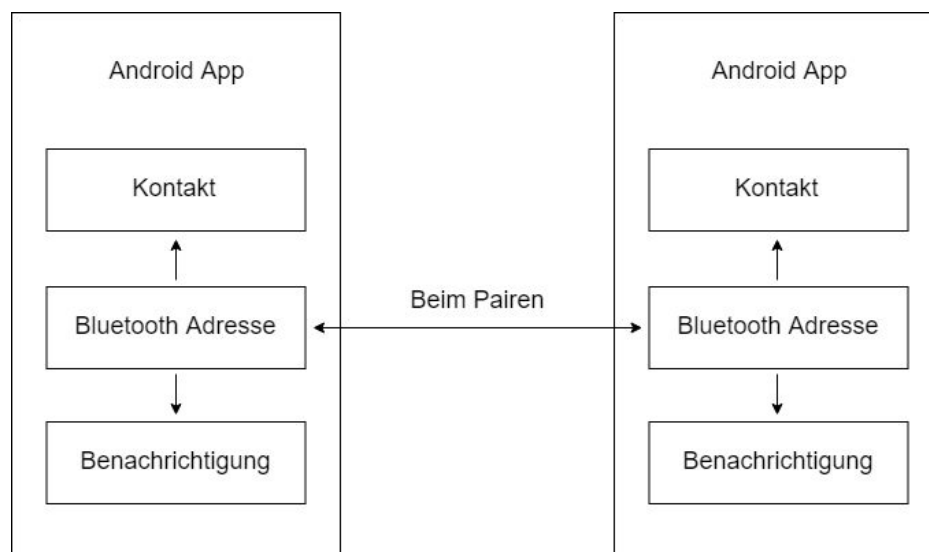 Android App
Kontakt
Bluetooth Adresse
Benachrichtigung
Beim Pairen
Android App
Kontakt
Bluetooth Adresse
Benachrichtigung